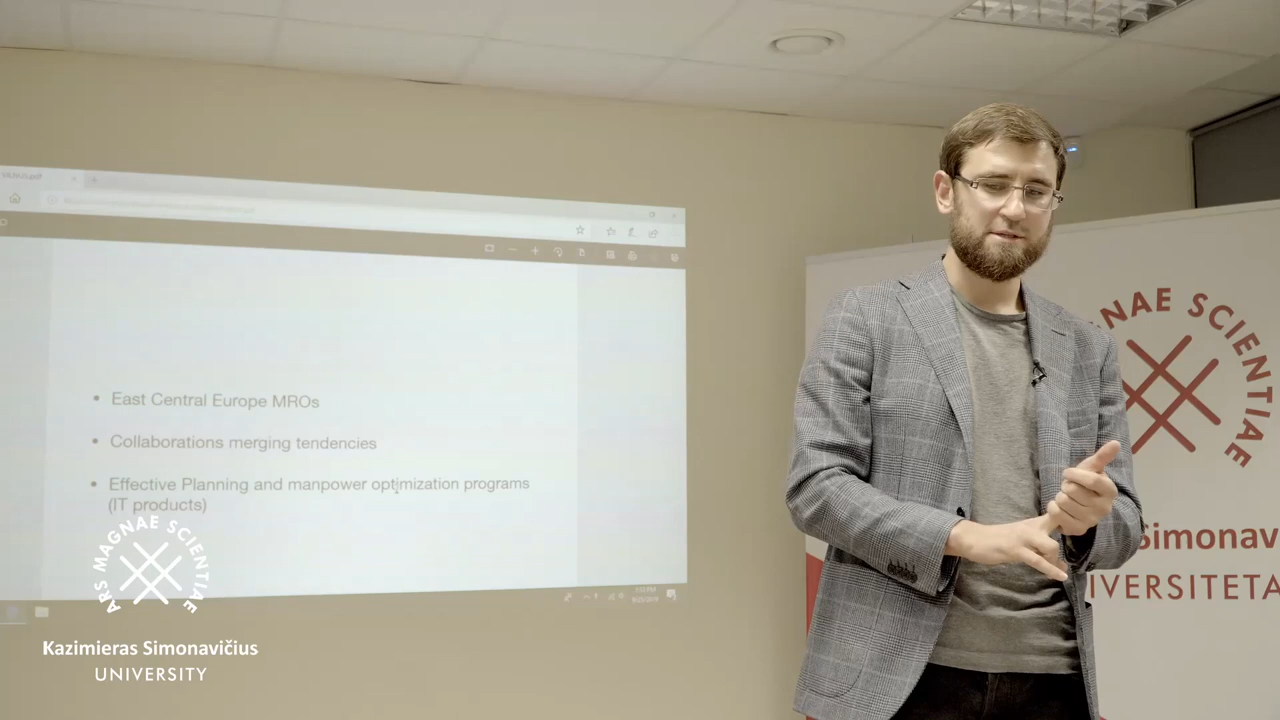 • East Central Europe MROs
• Collaborations merging tendencies
• Effective Planning and manpower optimization programs
(IT products)
NAE SCIENTIAE
Simonav
IVERSITETA
ARS MAGNAE SCIENTIAE
Kazimieras Simonavičius
UNIVERSITY